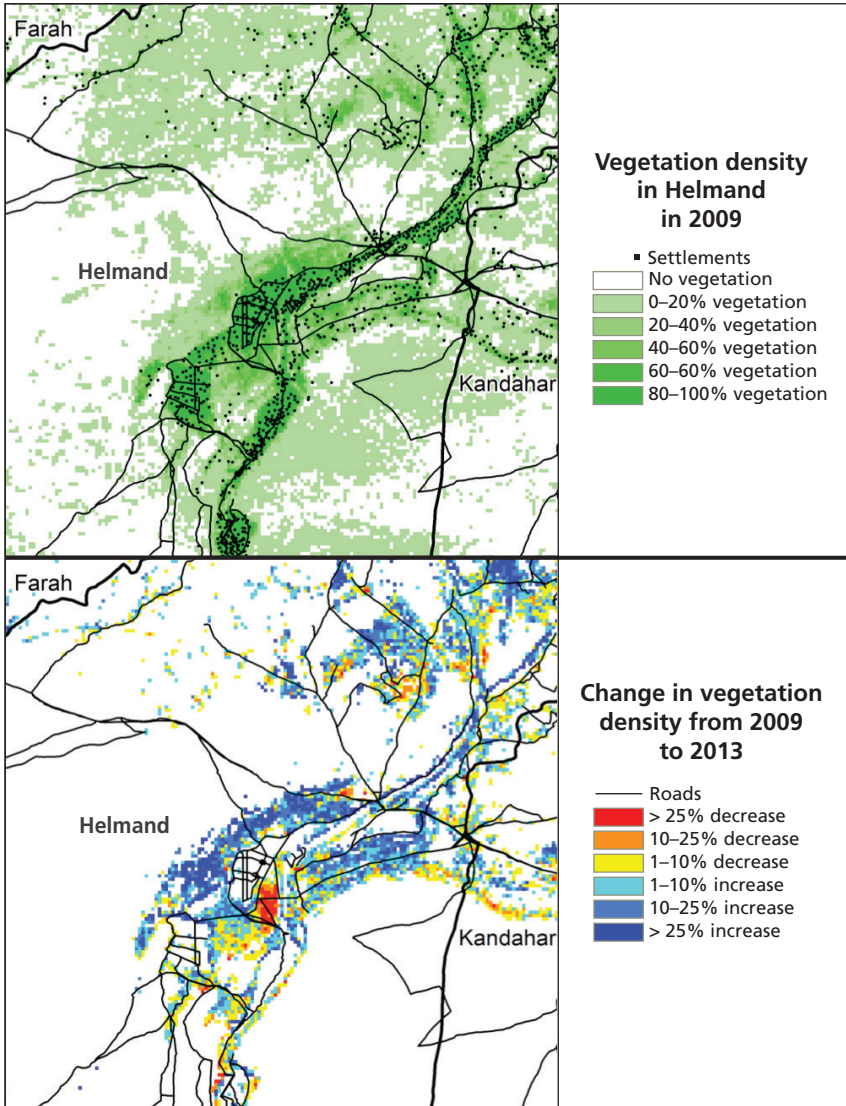 Farah
Helmand
Kandahar
Vegetation density
in Helmand
in 2009
Settlements
No vegetation
0–20% vegetation
20–40% vegetation
40–60% vegetation
60–60% vegetation
80–100% vegetation
Farah
Helmand
Kandahar
Change in vegetation
density from 2009
to 2013
Roads
> 25% decrease
10–25% decrease
1–10% decrease
1–10% increase
10–25% increase
> 25% increase